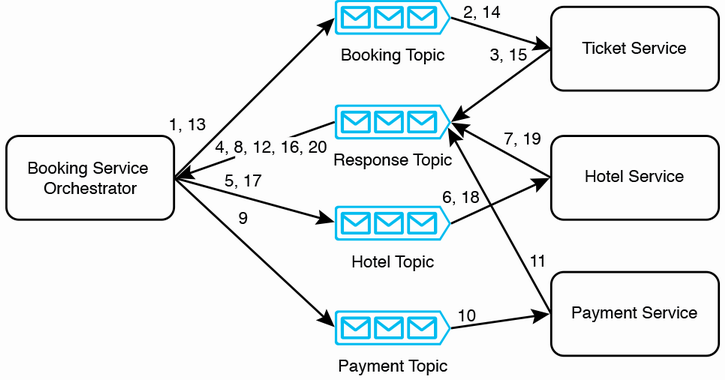 2, 14
Booking Topic
Ticket Service
3, 15
1, 13
4, 8, 12, 16, 20
Response Topic
7, 19
Booking Service
Orchestrator
5, 17
Hotel Service
6, 18
9
Hotel Topic
11
10
Payment Service
Payment Topic